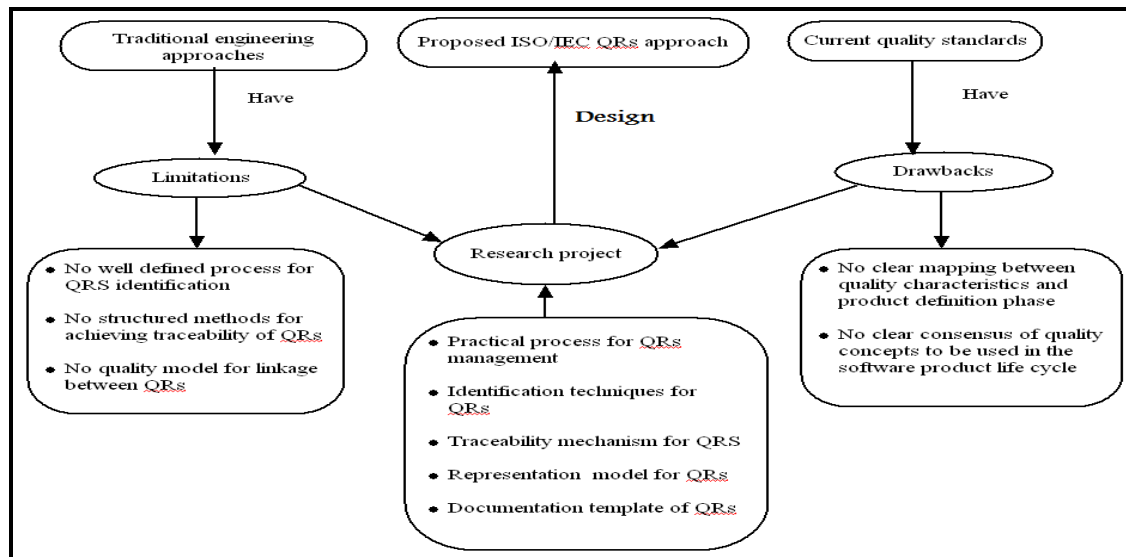 Traditional engineering
approaches
Proposed ISO/IEC QRs approach
Current quality standards
Have
Design
Have
Limitations
Drawbacks
Research project
• No well defined process for
QRS identification
• No structured methods for
achieving traceability of QRs
• No quality model for linkage
between QRs
• Practical process for QRs
management
• Identification techniques for
QRs
• Traceability mechanism for QRS
• Representation model for QRs
• Documentation template of QRs
• No clear mapping between
quality characteristics and
product definition phase
• No clear consensus of quality
concepts to be used in the
software product life cycle